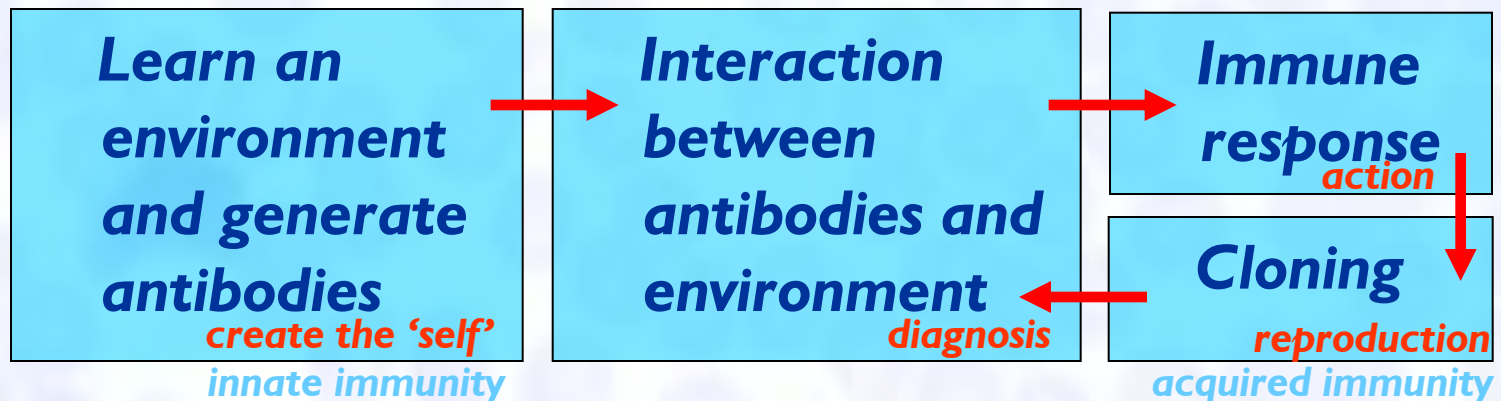 Learn an
environment
and generate
antibodies
create the ‘self’
innate immunity
Interaction
between
antibodies and
environment
diagnosis
Immune
response
action
Cloning
reproduction
acquired immunity